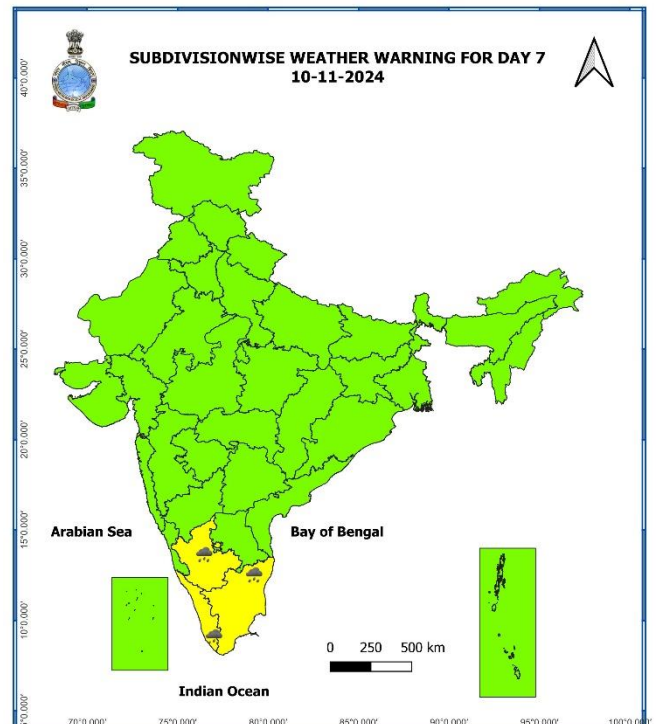 SUBDIVISIONWISE WEATHER WARNING FOR DAY 7
10-11-2024
40°0.000'
35°0.000'
30°0.000'
25°0.000'
20°0.000'
15°0.000'
10°0.000'
Arabian Sea
Bay of Bengal
0 250 500 km
Indian Ocean
70°0.000' 75°0.000' 80°0.000' 85°0.000' 90°0.000' 95°0.000' 100°0.000'